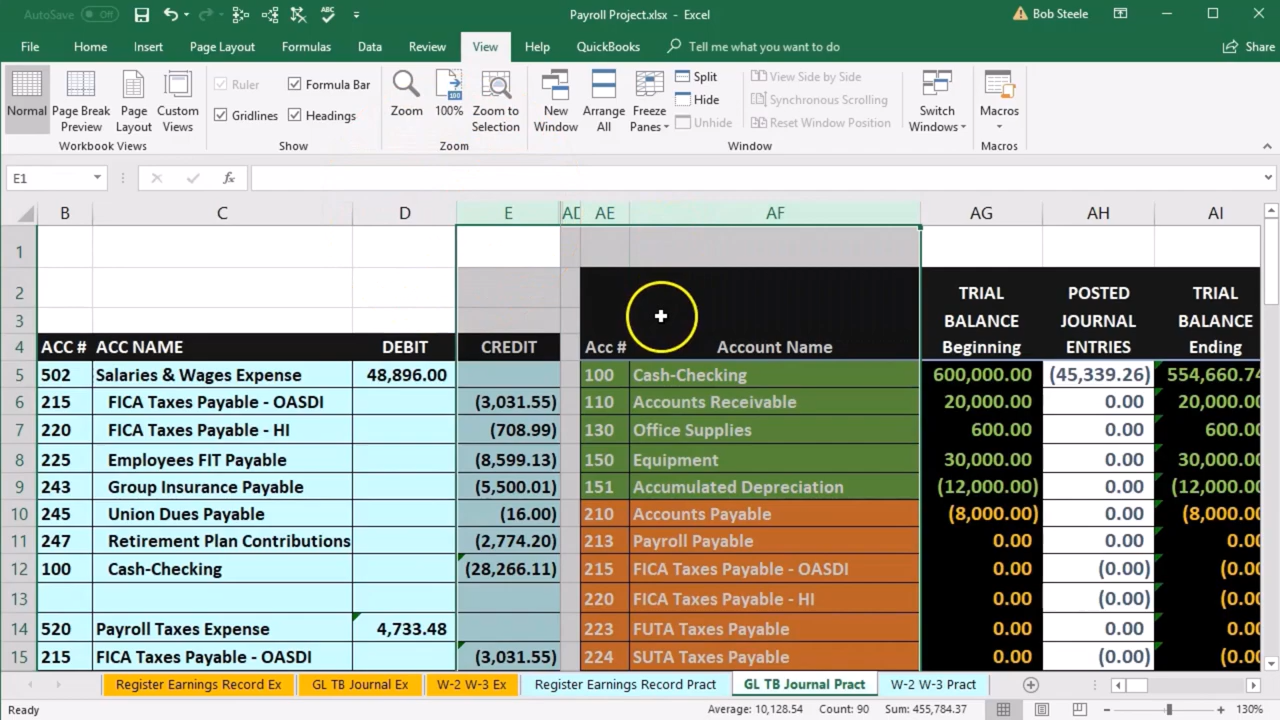 AutoSave Off Payroll Project.xlsx - Excel Bob Steele
File Home Insert Page Layout Formulas Data Review View Help QuickBooks Tell me what you want to do Share
Normal Page Break Preview Page Layout Custom Views
Workbook Views
Ruler Formula Bar
Gridlines Headings
Show
Zoom 100% Zoom to Selection
Zoom
New Window Arrange All Freeze Panes
Split
Hide
Unhide
View Side by Side
Synchronous Scrolling
Reset Window Position
Switch Windows
Window
Macros
Macros
E1 fx
B C D E AD AE AF AG AH AI
1
2 TRIAL POSTED TRIAL
3 BALANCE JOURNAL BALANCE
4 ACC # ACC NAME DEBIT CREDIT Acc # Account Name Beginning ENTRIES Ending
5 502 Salaries & Wages Expense 48,896.00 100 Cash-Checking 600,000.00 (45,339.26) 554,660.74
6 215 FICA Taxes Payable - OASDI (3,031.55) 110 Accounts Receivable 20,000.00 0.00 20,000.00
7 220 FICA Taxes Payable - HI (708.99) 130 Office Supplies 600.00 0.00 600.00
8 225 Employees FIT Payable (8,599.13) 150 Equipment 30,000.00 0.00 30,000.00
9 243 Group Insurance Payable (5,500.01) 151 Accumulated Depreciation (12,000.00) 0.00 (12,000.00
10 245 Union Dues Payable (16.00) 210 Accounts Payable (8,000.00) 0.00 (8,000.00
11 247 Retirement Plan Contributions (2,774.20) 213 Payroll Payable 0.00 0.00 0.00
12 100 Cash-Checking (28,266.11) 215 FICA Taxes Payable - OASDI 0.00 (0.00) (0.00
13 220 FICA Taxes Payable - HI 0.00 (0.00) (0.00
14 520 Payroll Taxes Expense 4,733.48 223 FUTA Taxes Payable 0.00 (0.00) (0.00
15 215 FICA Taxes Payable - OASDI (3,031.55) 224 SUTA Taxes Payable 0.00 (0.00) (0.00
Register Earnings Record Ex GL TB Journal Ex W-2 W-3 Ex Register Earnings Record Pract GL TB Journal Pract W-2 W-3 Pract
Ready Average: 10,128.54 Count: 90 Sum: 455,784.37 130%